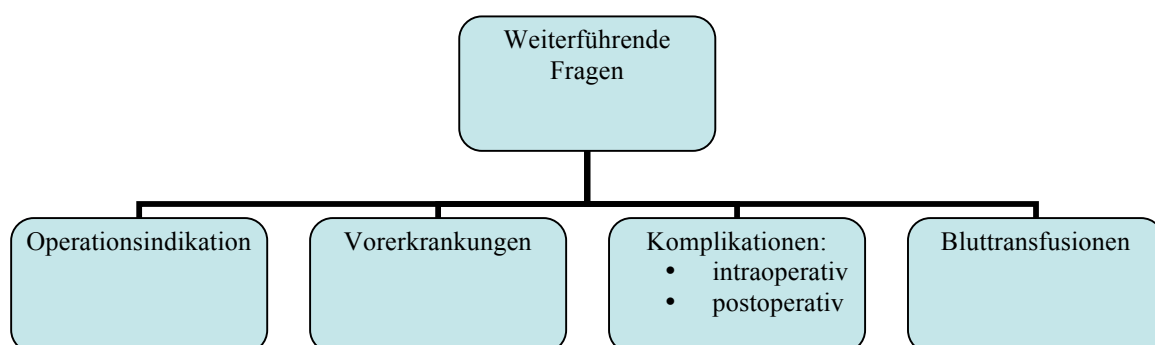 Weiterführende
Fragen
Operationsindikation
Vorerkrankungen
Komplikationen:
• intraoperativ
• postoperativ
Bluttransfusionen